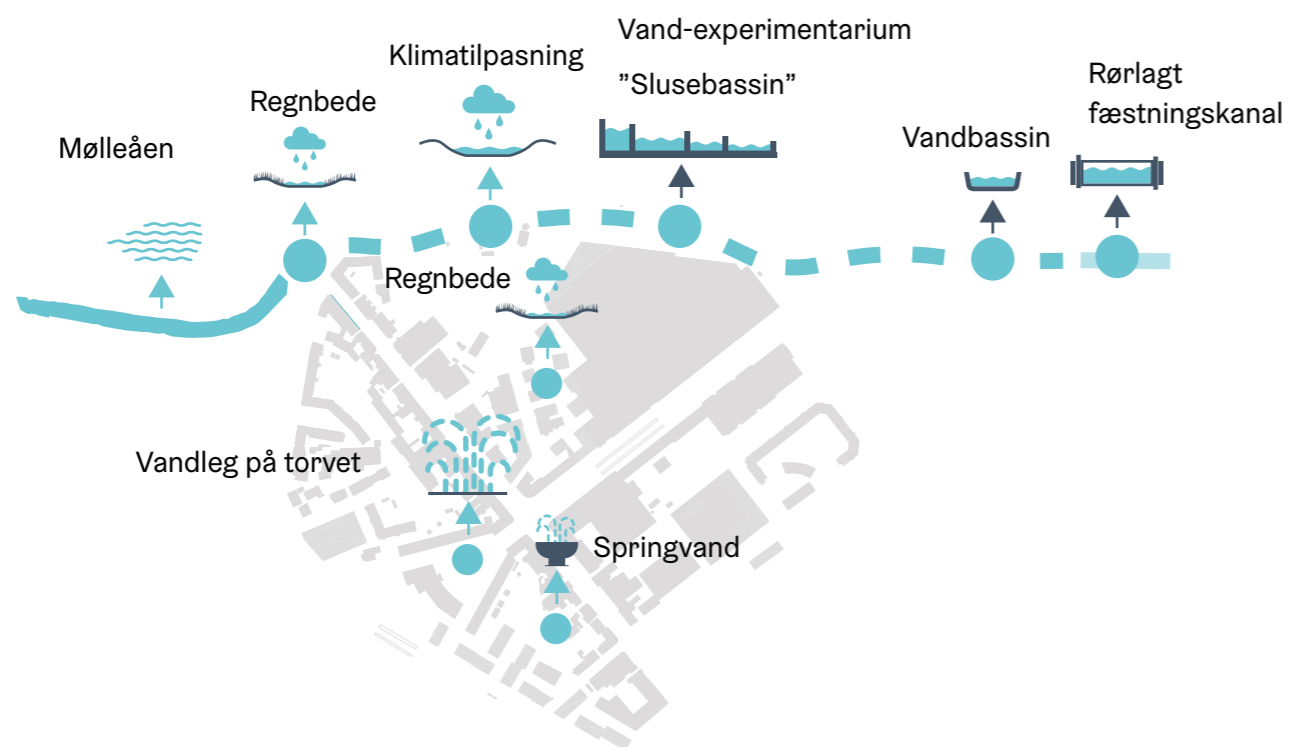 Vand-experimentarium
”Slusebassin”
Klimatilpasning
Rørlagt
fæstningskanal
Regnbede
Vandbassin
Mølleåen
Regnbede
Vandleg på torvet
Springvand